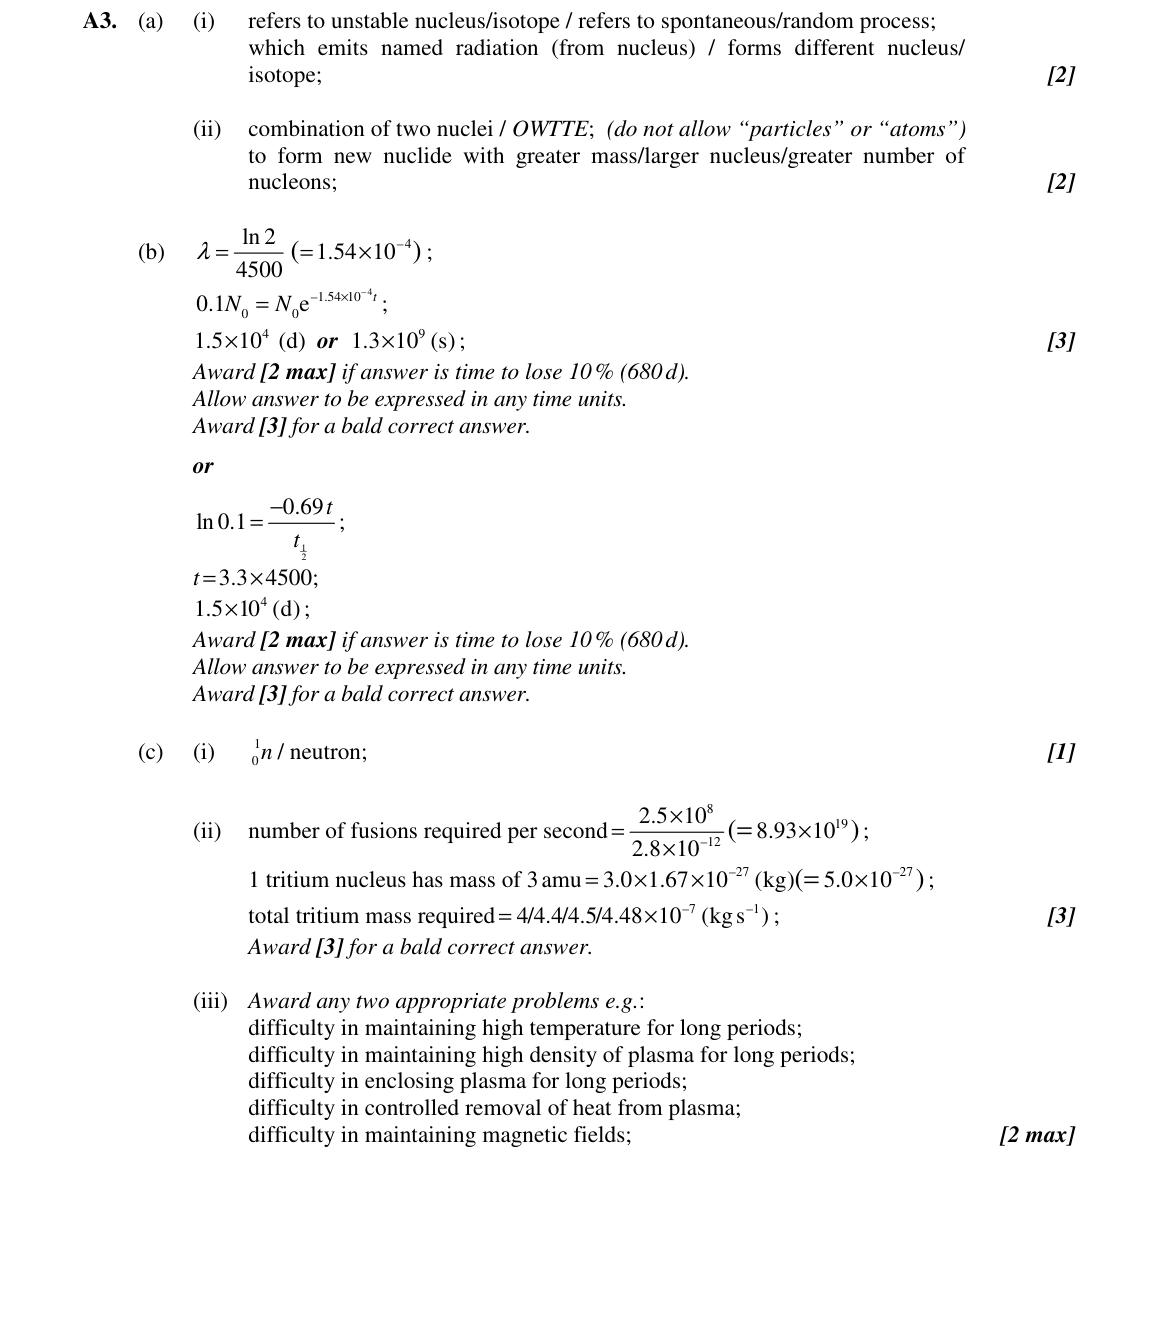 A3. (a) (i) refers to unstable nucleus/isotope / refers to spontaneous/random process;
which emits named radiation (from nucleus) / forms different nucleus/
isotope; [2]
(ii) combination of two nuclei / OWTTE; (do not allow “particles” or “atoms”)
to form new nuclide with greater mass/larger nucleus/greater number of
nucleons; [2]
(b) λ = ln 2 / 4500 (= 1.54×10⁻⁴) ;
0.1N₀ = N₀e^(−1.54×10⁻⁴t) ;
1.5×10⁴ (d) or 1.3×10⁹ (s) ; [3]
Award [2 max] if answer is time to lose 10 % (680 d).
Allow answer to be expressed in any time units.
Award [3] for a bald correct answer.
or
ln 0.1 = −0.69 t / t_(1/2) ;
t = 3.3×4500;
1.5×10⁴ (d) ;
Award [2 max] if answer is time to lose 10 % (680 d).
Allow answer to be expressed in any time units.
Award [3] for a bald correct answer.
(c) (i) ¹₀n / neutron; [1]
(ii) number of fusions required per second = 2.5×10⁸ / 2.8×10⁻¹² (= 8.93×10¹⁹) ;
1 tritium nucleus has mass of 3 amu = 3.0×1.67×10⁻²⁷ (kg)(= 5.0×10⁻²⁷) ;
total tritium mass required = 4/4.4/4.5/4.48×10⁻⁷ (kg s⁻¹) ; [3]
Award [3] for a bald correct answer.
(iii) Award any two appropriate problems e.g.:
difficulty in maintaining high temperature for long periods;
difficulty in maintaining high density of plasma for long periods;
difficulty in enclosing plasma for long periods;
difficulty in controlled removal of heat from plasma;
difficulty in maintaining magnetic fields; [2 max]